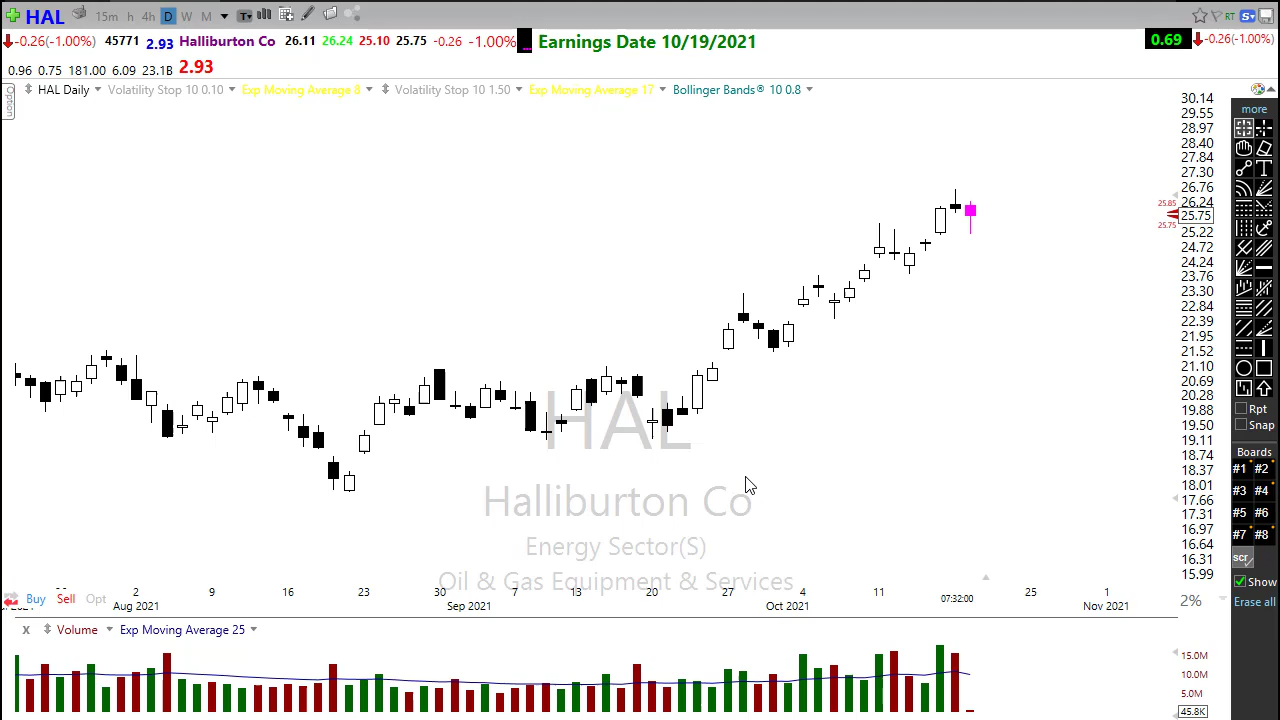 HAL 15m h 4h D W M T RT S
-0.26(-1.00%) 45771 2.93 Halliburton Co 26.11 26.24 25.10 25.75 -0.26 -1.00% Earnings Date 10/19/2021 0.69 -0.26(-1.00%)
0.96 0.75 181.00 6.09 23.1B 2.93
Option HAL Daily Volatility Stop 10 0.10 Exp Moving Average 8 Volatility Stop 10 1.50 Exp Moving Average 17 Bollinger Bands® 10 0.8
30.14
29.55
28.97
28.40
27.84
27.30
26.76
26.24
25.85
25.75
25.75
25.22
24.72
24.24
23.76
23.30
22.84
22.39
21.95
21.52
21.10
20.69
20.28
19.88
19.50
19.11
18.74
18.37
18.01
17.66
17.31
16.97
16.64
16.31
15.99
more
T
Rpt
Snap
Boards
#1 #2
#3 #4
#5 #6
#7 #8
scr
Show
Erase all
HAL
Halliburton Co
Energy Sector(S)
Oil & Gas Equipment & Services
2 9 16 23 30 7 13 20 27 4 11 07:32:00 25 1
Buy Sell Opt Aug 2021 Sep 2021 Oct 2021 Nov 2021 2%
x Volume Exp Moving Average 25
15.0M
10.0M
5.0M
45.8K